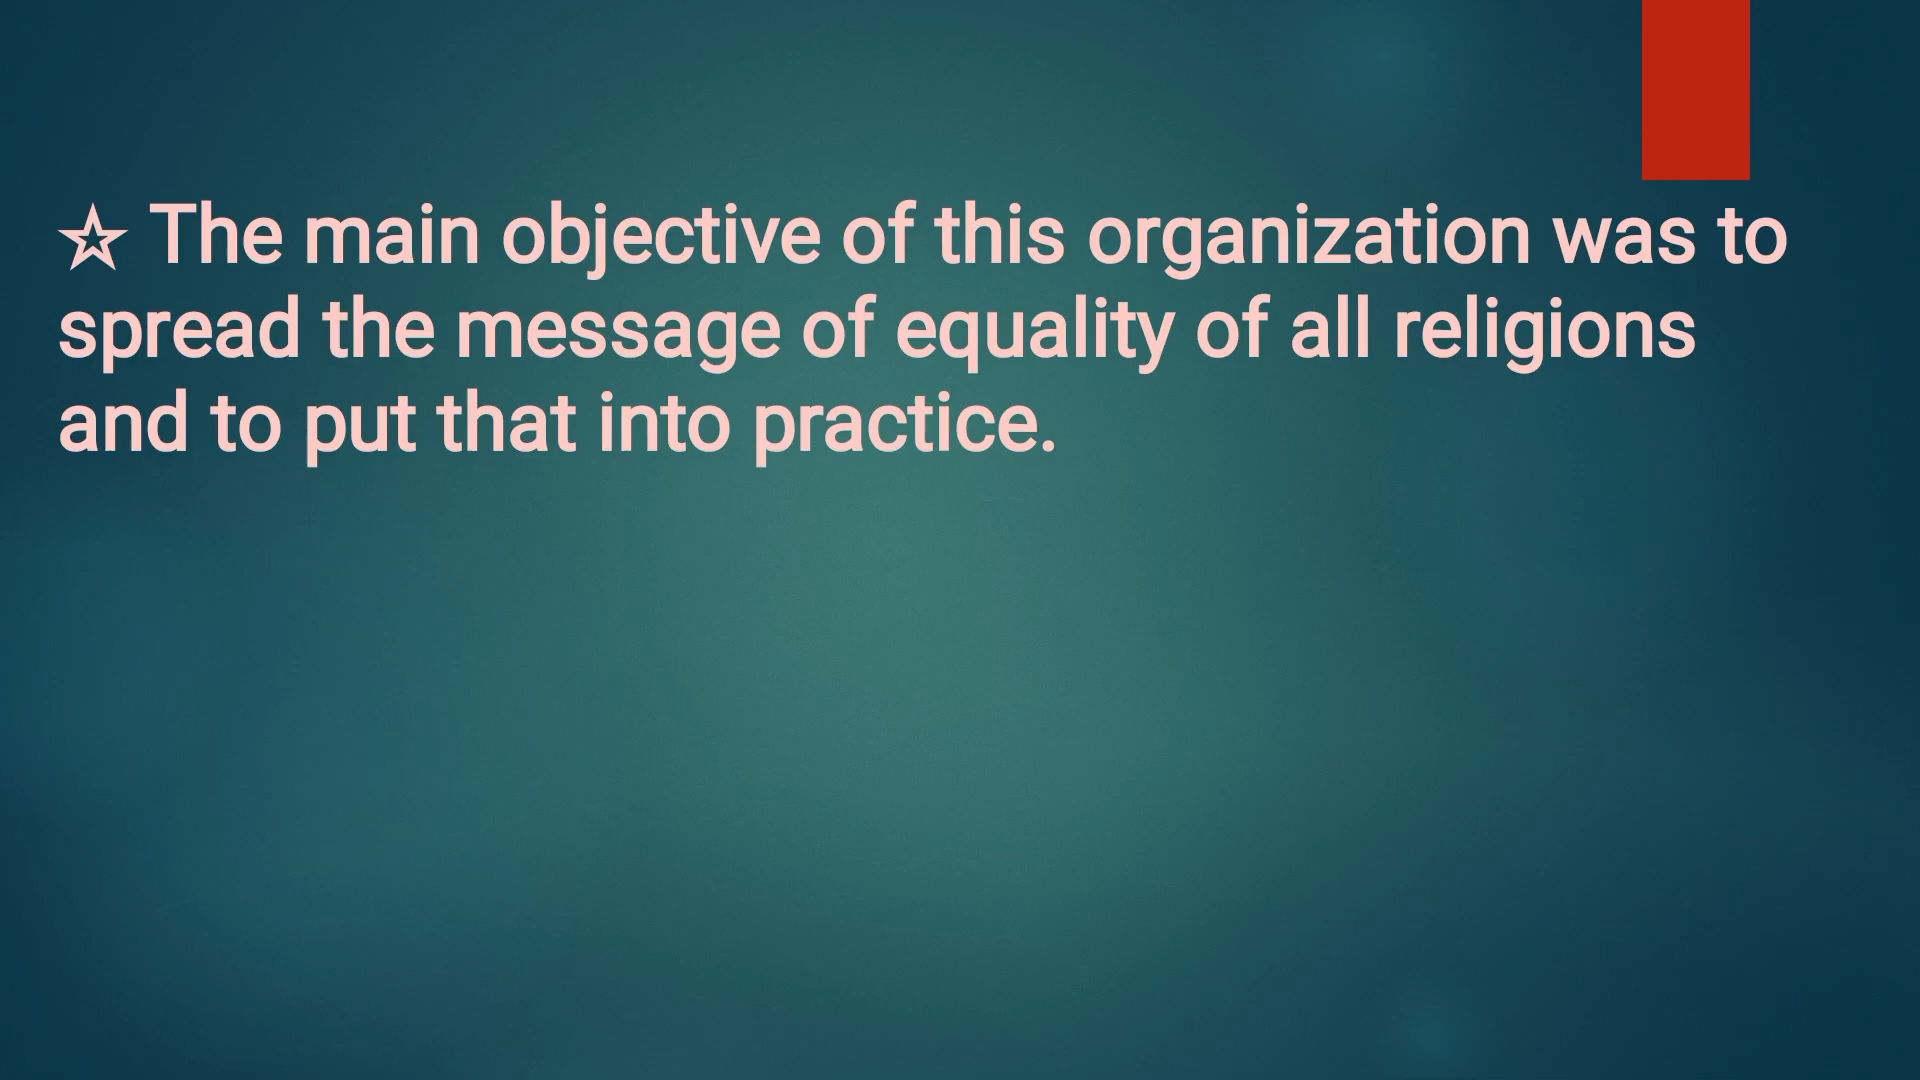 ☆ The main objective of this organization was to
spread the message of equality of all religions
and to put that into practice.